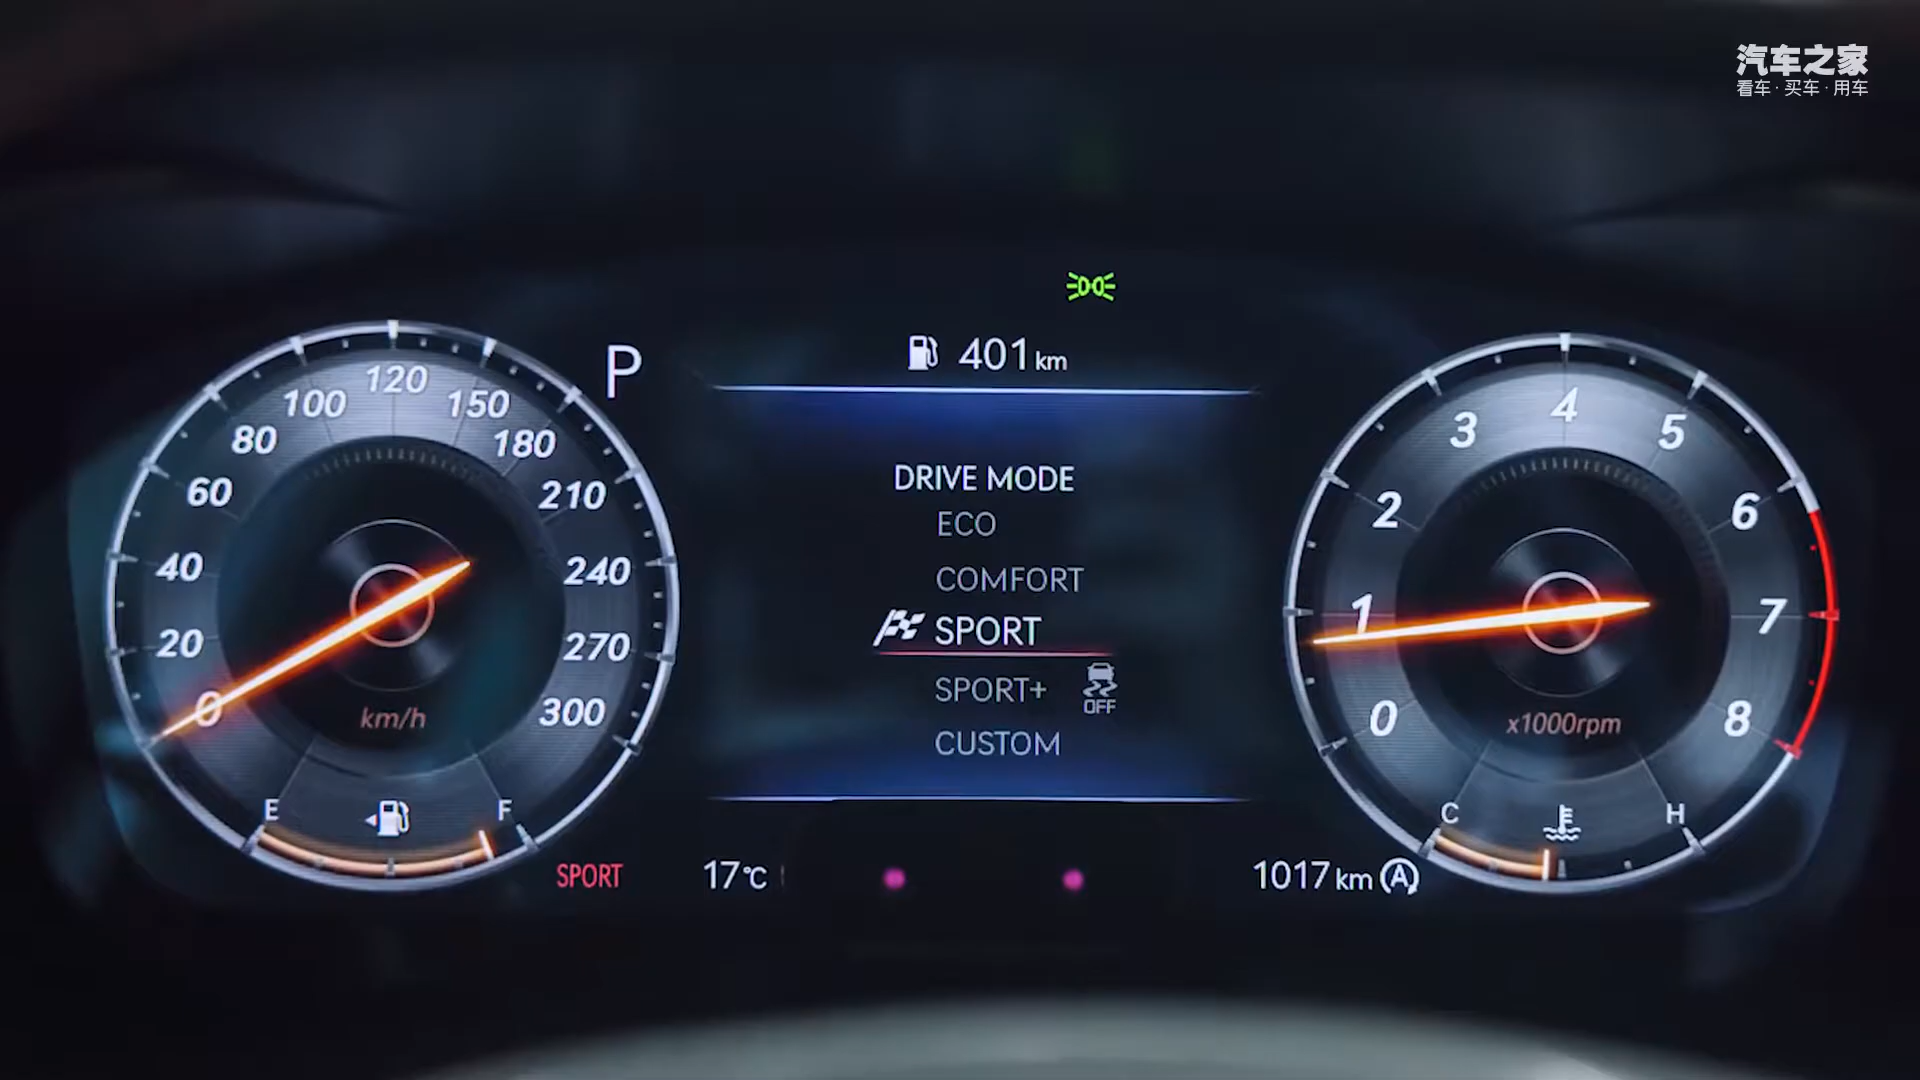 汽车之家
看车·买车·用车
401 km
P
0
20
40
60
80
100
120
150
180
210
240
270
300
km/h
E
F
DRIVE MODE
ECO
COMFORT
SPORT
SPORT+
OFF
CUSTOM
0
1
2
3
4
5
6
7
8
x1000rpm
C
H
SPORT
17℃
1017 km
A